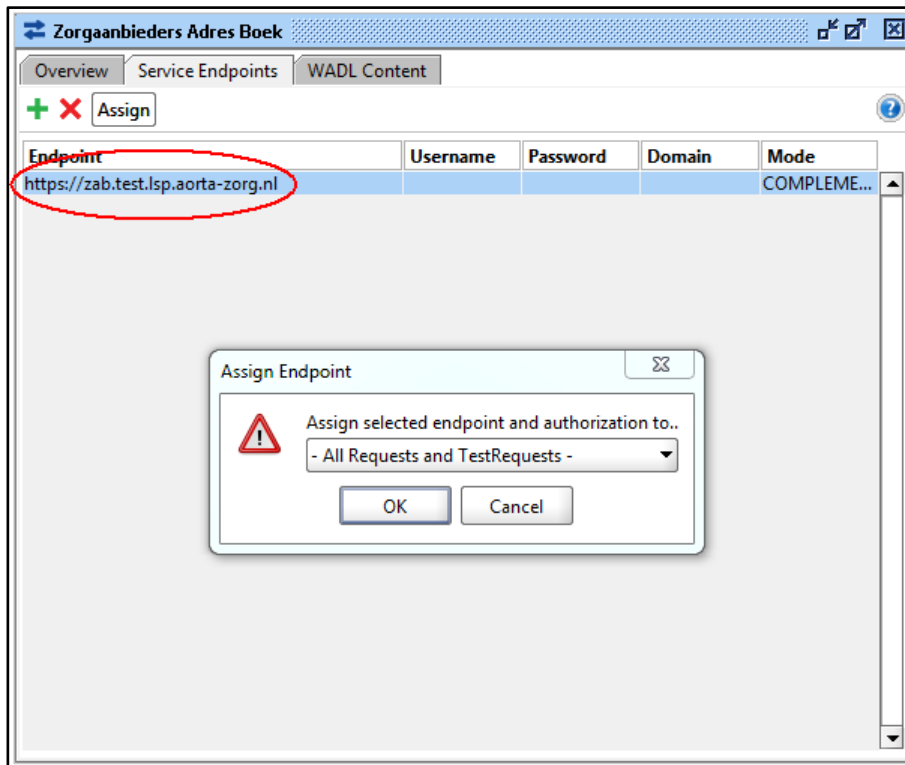 Zorgaanbieders Adres Boek
Overview Service Endpoints WADL Content
Assign
Endpoint Username Password Domain Mode
https://zab.test.lsp.aorta-zorg.nl COMPLEME...
Assign Endpoint
Assign selected endpoint and authorization to..
- All Requests and TestRequests -
OK Cancel